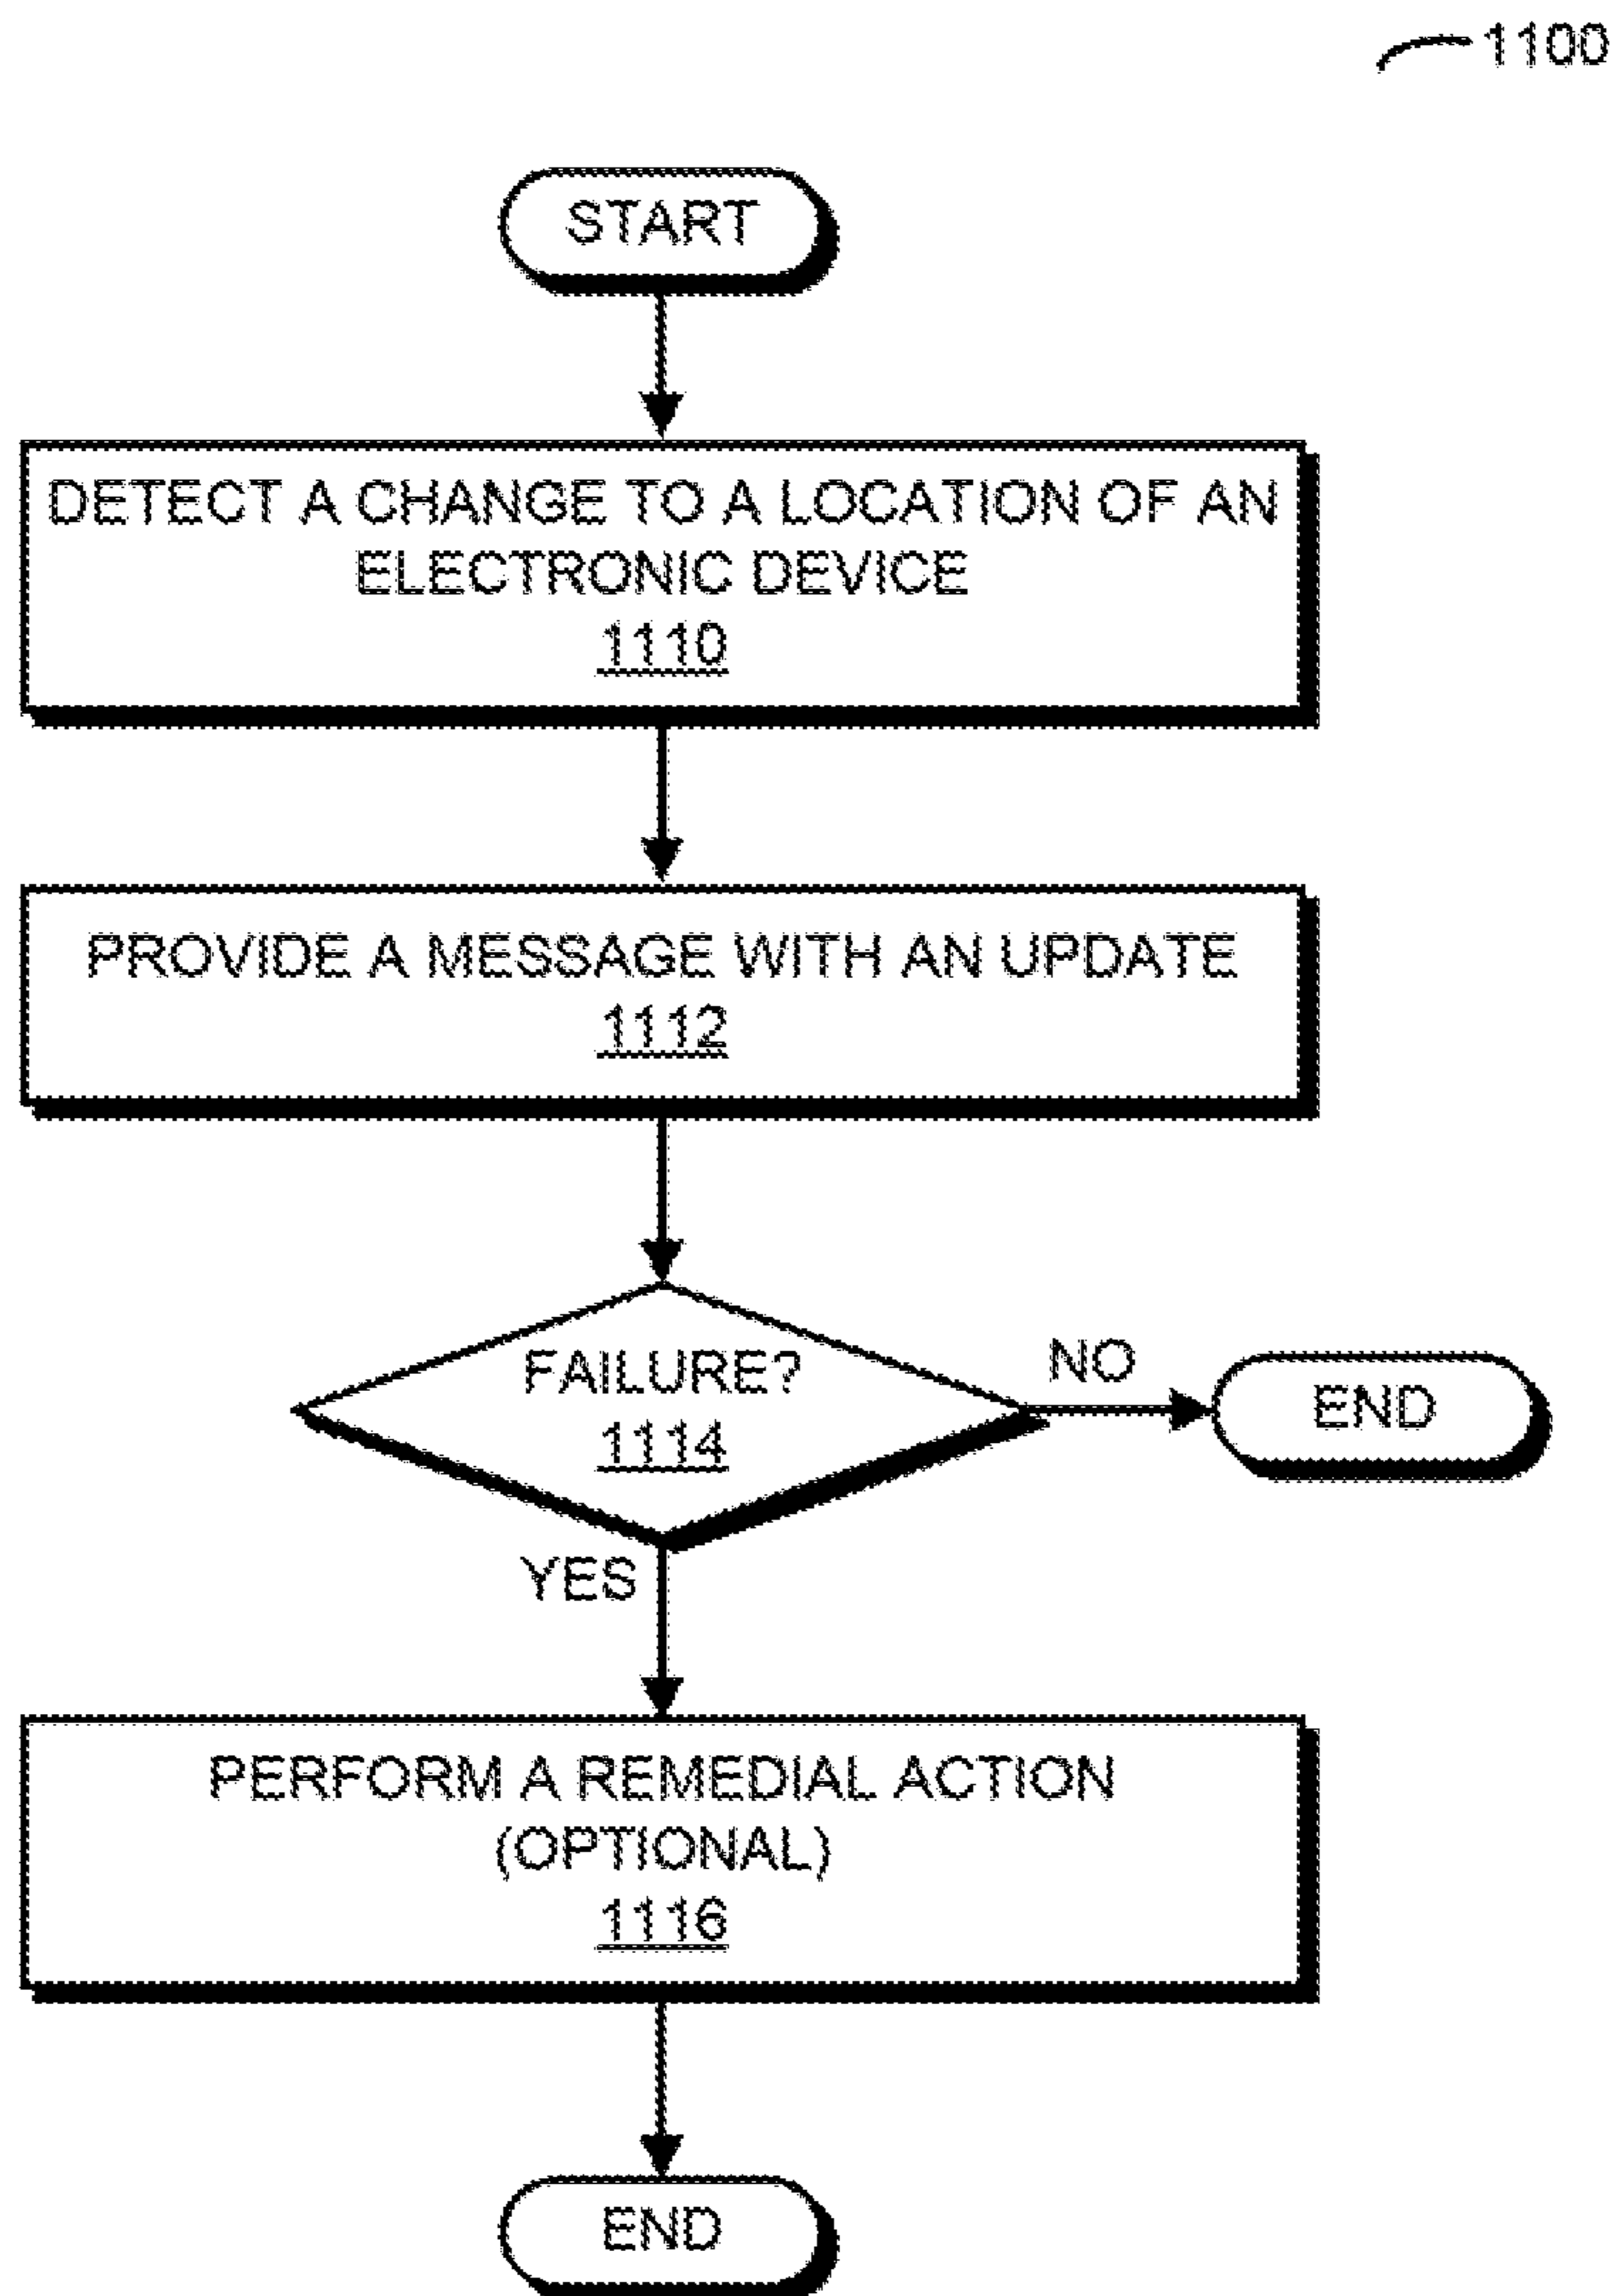 1100
START
DETECT A CHANGE TO A LOCATION OF AN
ELECTRONIC DEVICE
1110
PROVIDE A MESSAGE WITH AN UPDATE
1112
FAILURE?
1114
NO
END
YES
PERFORM A REMEDIAL ACTION
(OPTIONAL)
1116
END